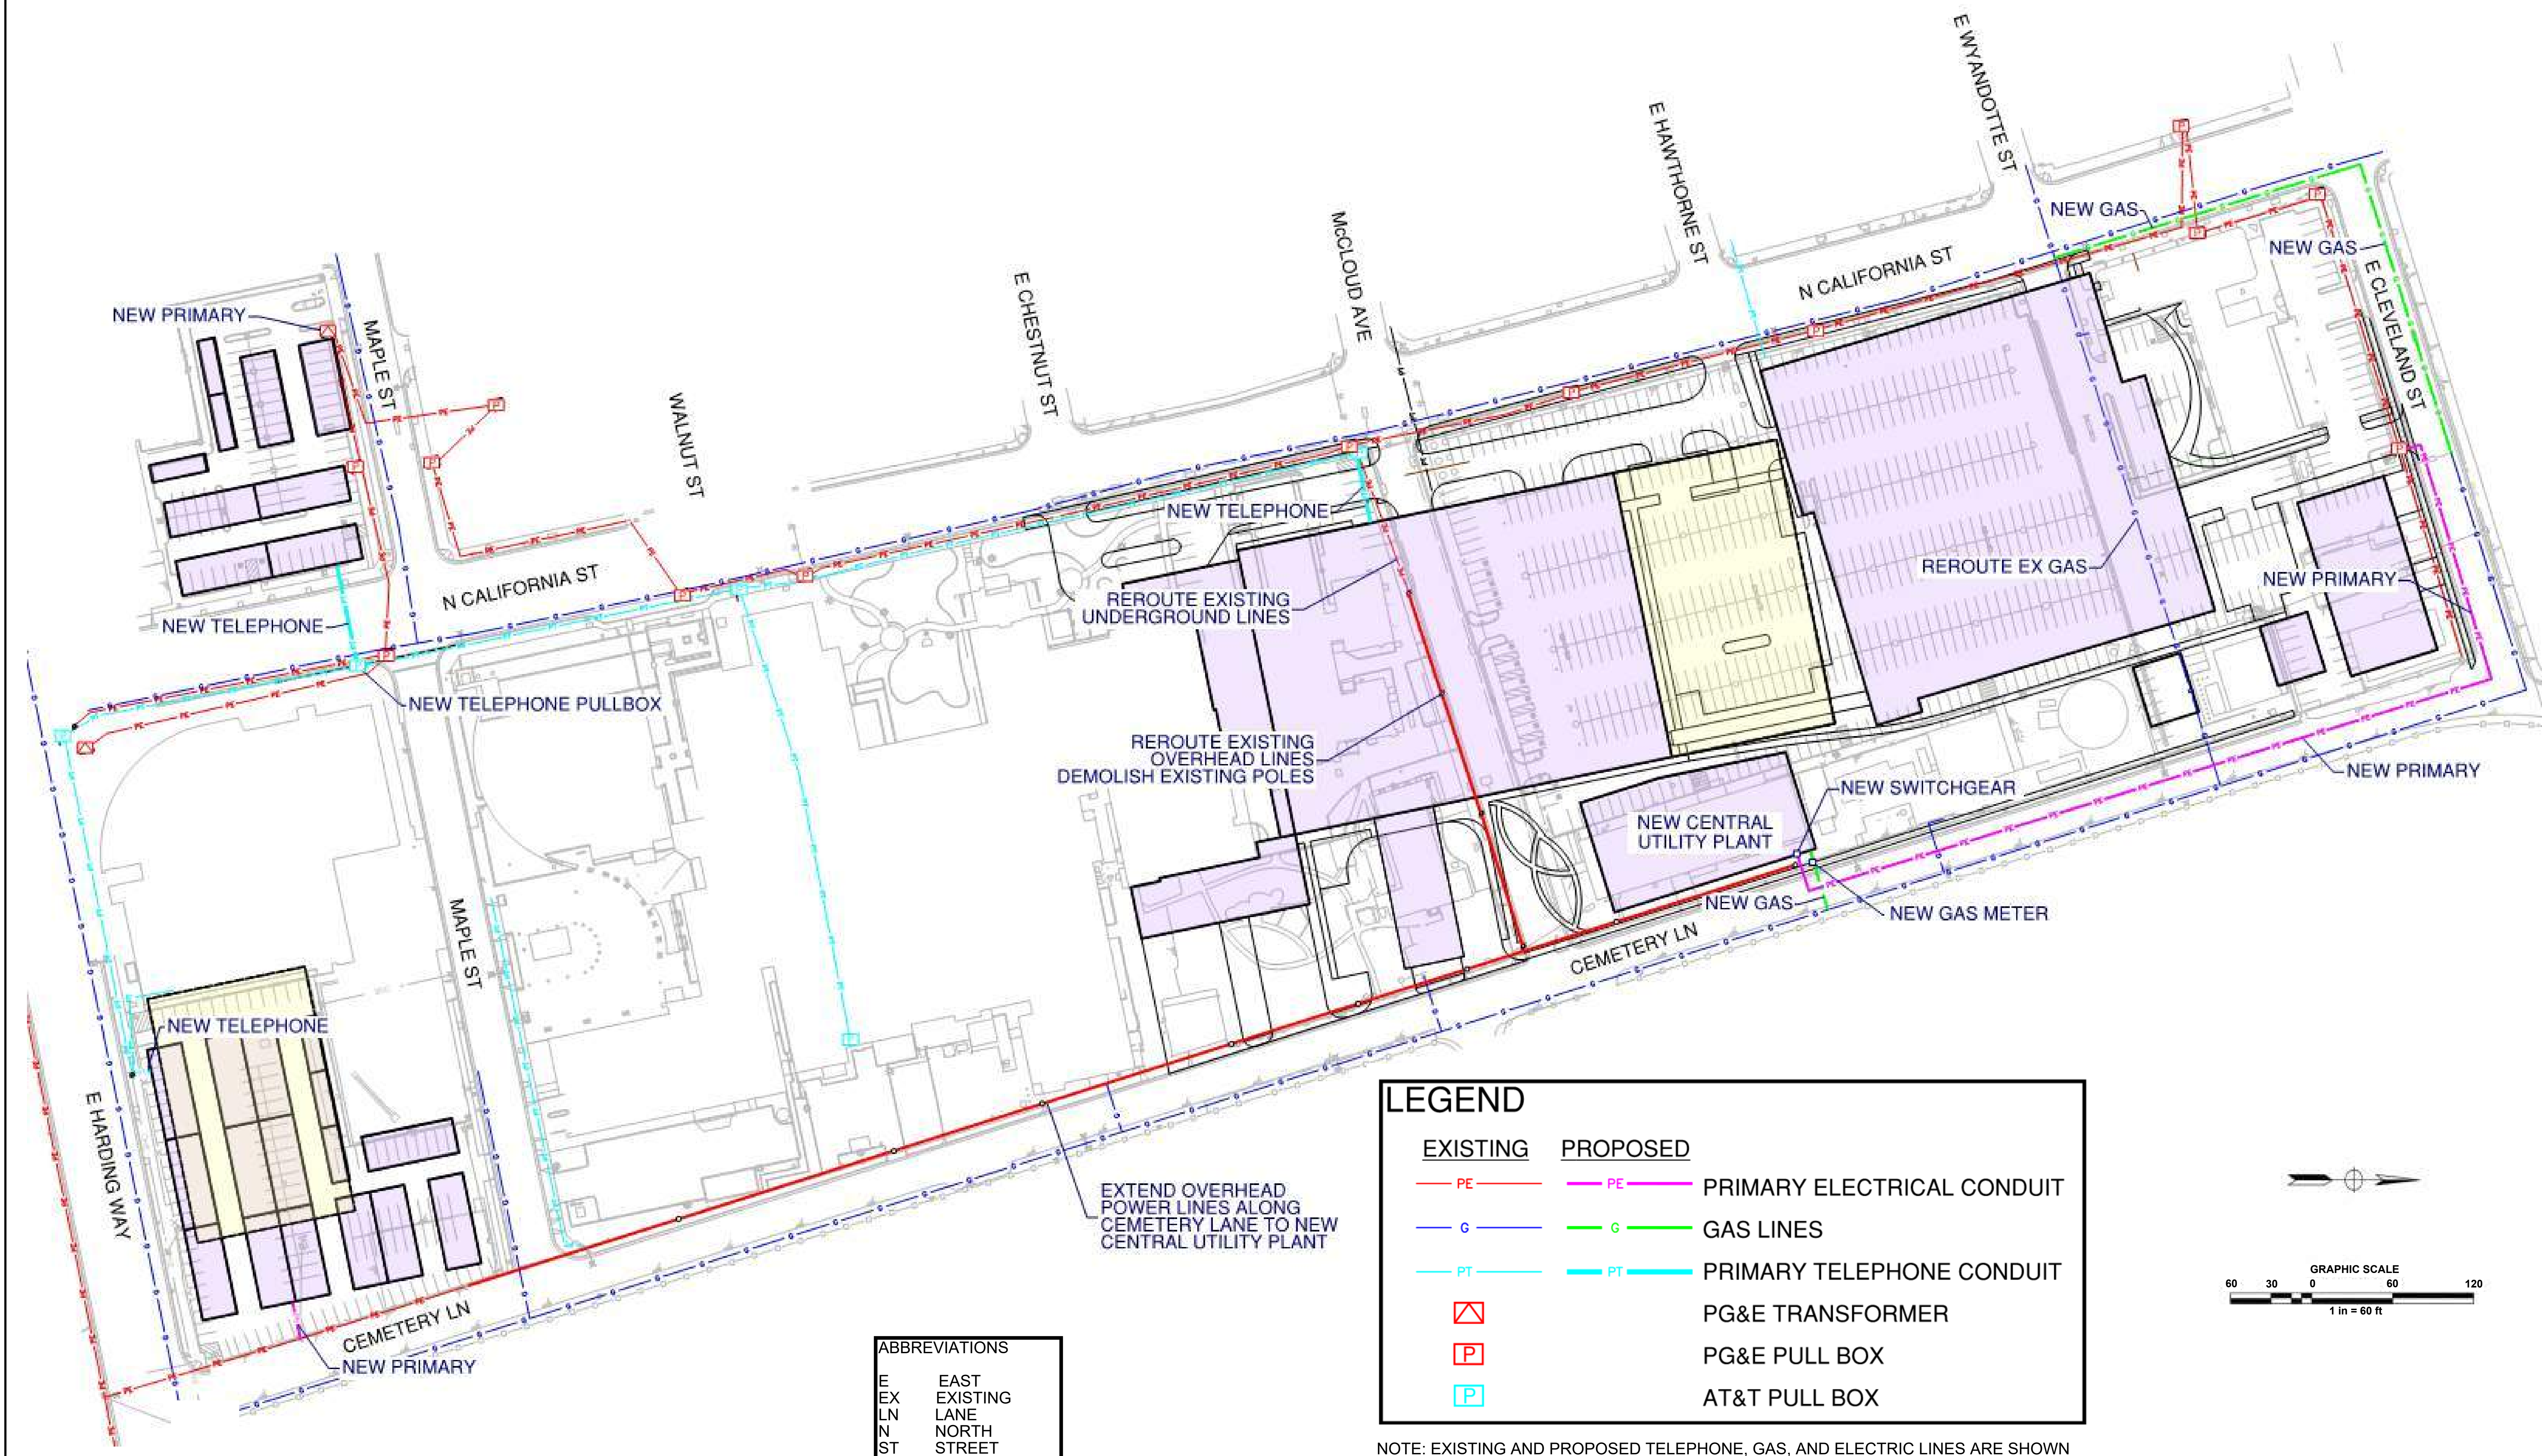 E WYANDOTTE ST
E HAWTHORNE ST
McCLOUD AVE
E CHESTNUT ST
WALNUT ST
MAPLE ST
NEW PRIMARY
NEW GAS
NEW GAS
N CALIFORNIA ST
E CLEVELAND ST
NEW TELEPHONE
REROUTE EX GAS
NEW PRIMARY
N CALIFORNIA ST
REROUTE EXISTING
UNDERGROUND LINES
NEW TELEPHONE
NEW TELEPHONE PULLBOX
REROUTE EXISTING
OVERHEAD LINES
DEMOLISH EXISTING POLES
NEW PRIMARY
NEW SWITCHGEAR
NEW CENTRAL
UTILITY PLANT
NEW GAS
NEW GAS METER
MAPLE ST
CEMETERY LN
NEW TELEPHONE
E HARDING WAY
EXTEND OVERHEAD
POWER LINES ALONG
CEMETERY LANE TO NEW
CENTRAL UTILITY PLANT
CEMETERY LN
NEW PRIMARY
LEGEND
EXISTING PROPOSED
PE PE PRIMARY ELECTRICAL CONDUIT
G G GAS LINES
PT PT PRIMARY TELEPHONE CONDUIT
PG&E TRANSFORMER
P PG&E PULL BOX
P AT&T PULL BOX
GRAPHIC SCALE
60 30 0 60 120
1 in = 60 ft
ABBREVIATIONS
E EAST
EX EXISTING
LN LANE
N NORTH
ST STREET
NOTE: EXISTING AND PROPOSED TELEPHONE, GAS, AND ELECTRIC LINES ARE SHOWN